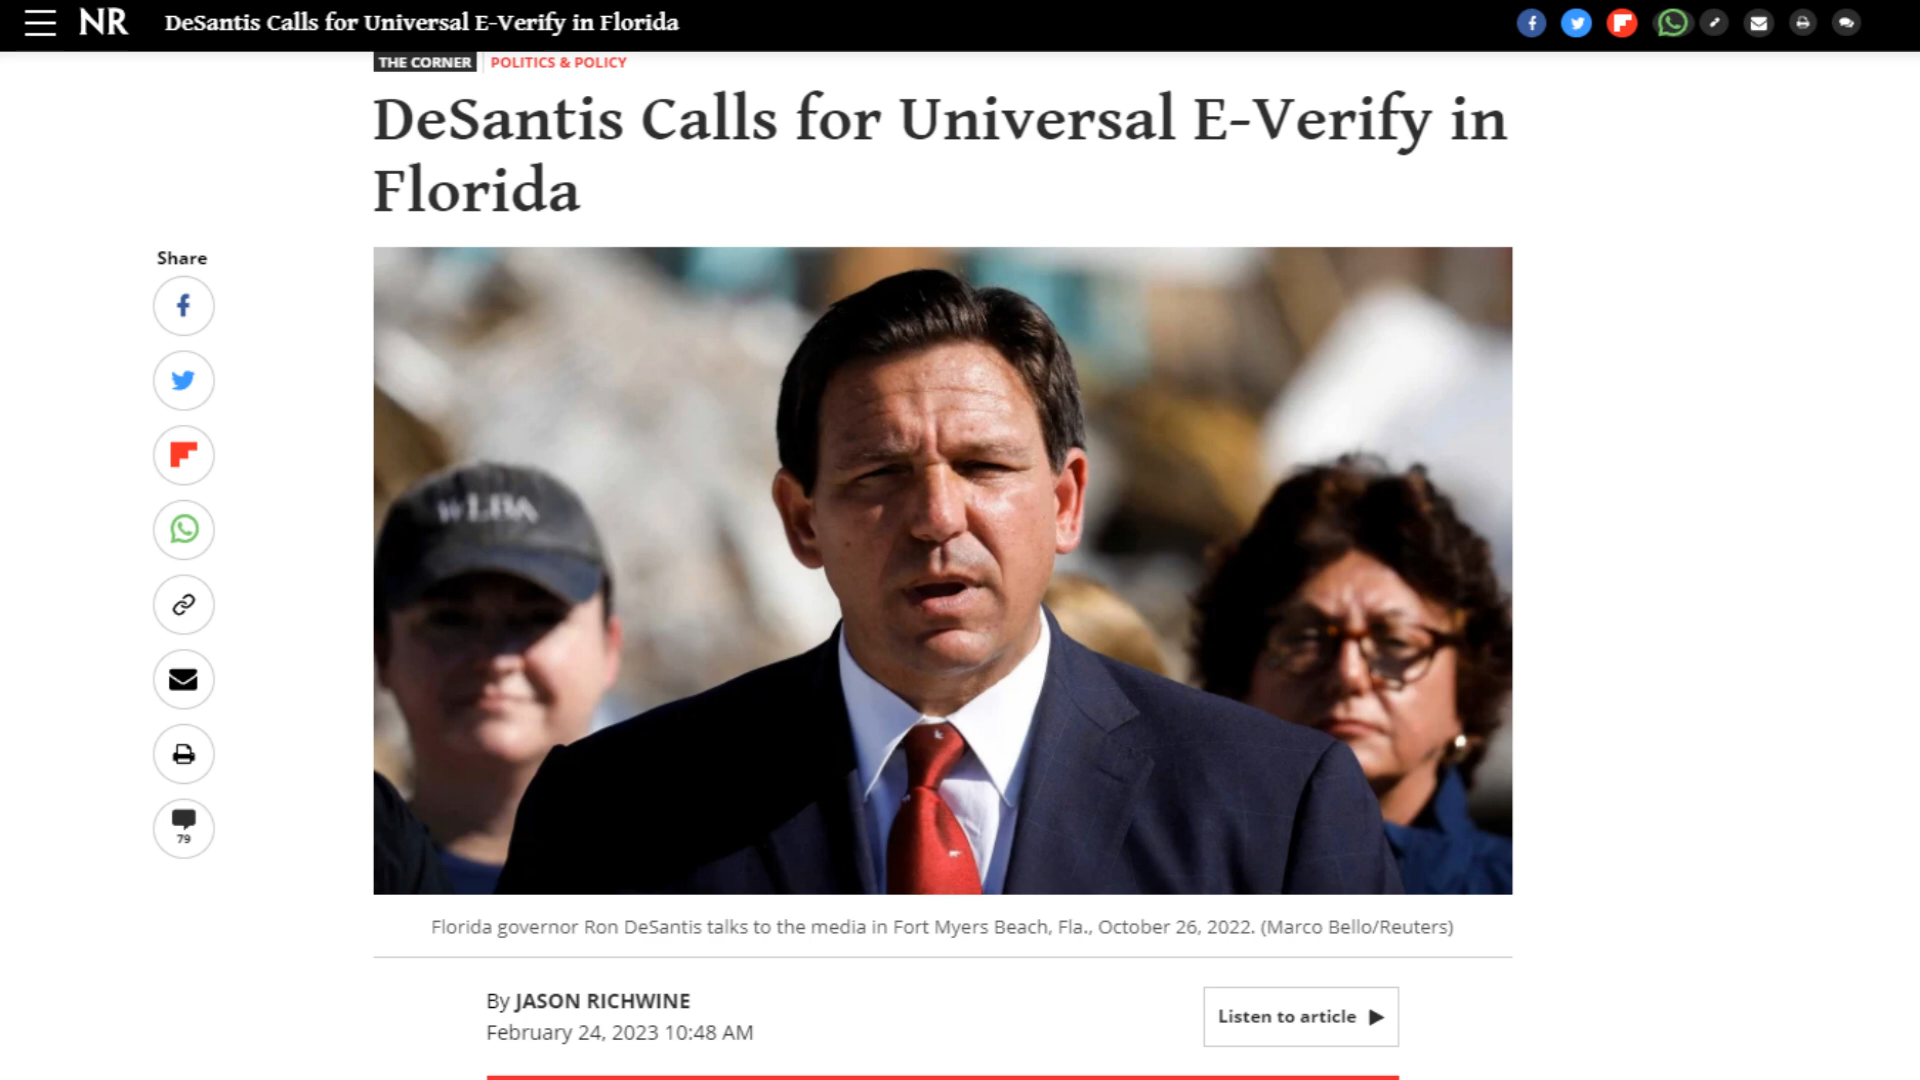 NR
DeSantis Calls for Universal E-Verify in Florida
THE CORNER
POLITICS & POLICY
DeSantis Calls for Universal E-Verify in
Florida
Share
79
WLBA
Florida governor Ron DeSantis talks to the media in Fort Myers Beach, Fla., October 26, 2022. (Marco Bello/Reuters)
By JASON RICHWINE
February 24, 2023 10:48 AM
Listen to article